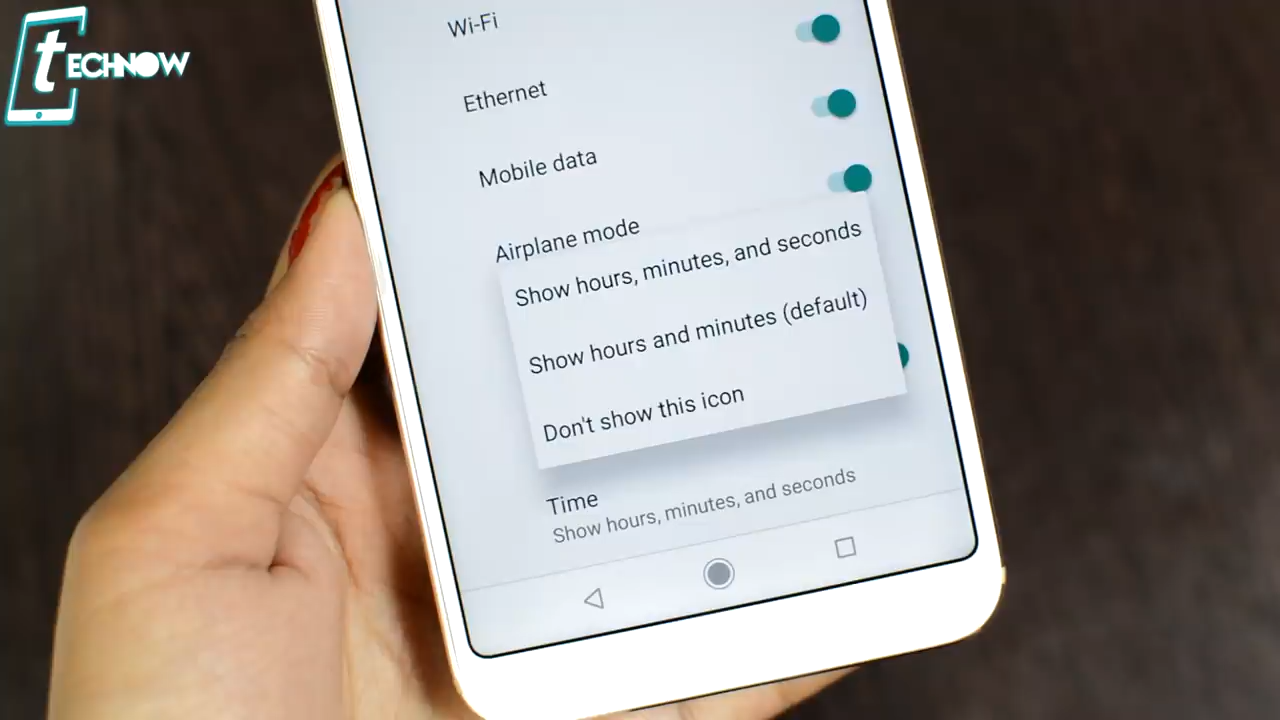 tECHNOW
Wi-Fi
Ethernet
Mobile data
Airplane mode
Show hours, minutes, and seconds
Show hours and minutes (default)
Don't show this icon
Time
Show hours, minutes, and seconds